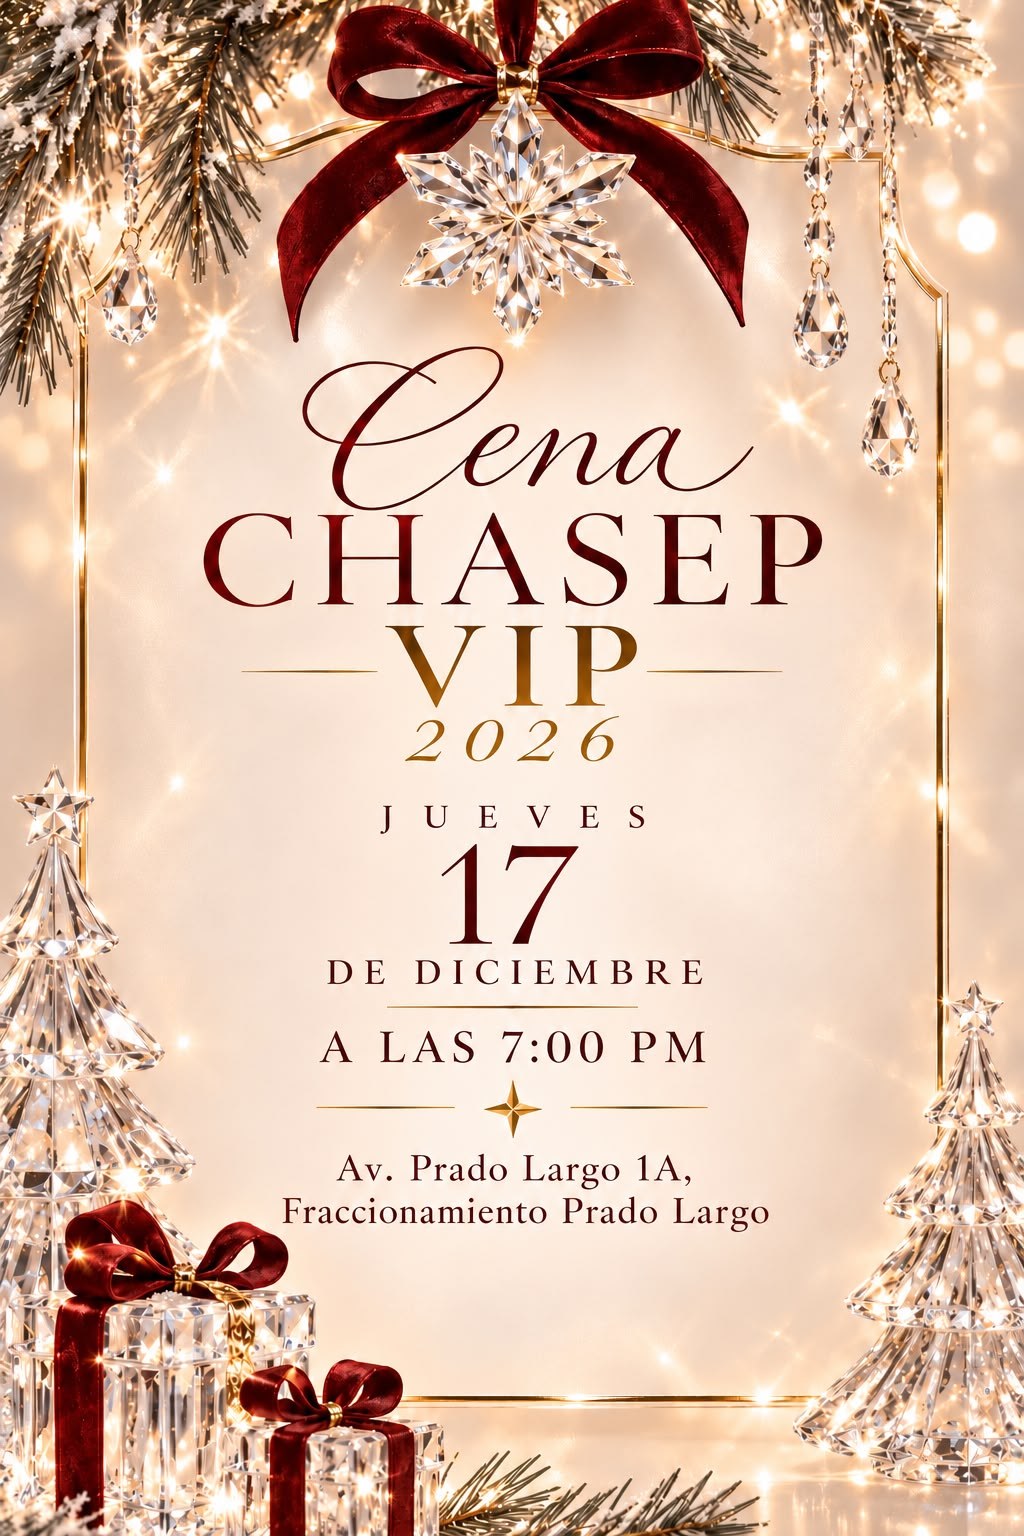 Cena
CHASEP
VIP
2026
JUEVES
17
DE DICIEMBRE
A LAS 7:00 PM
Av. Prado Largo 1A,
Fraccionamiento Prado Largo